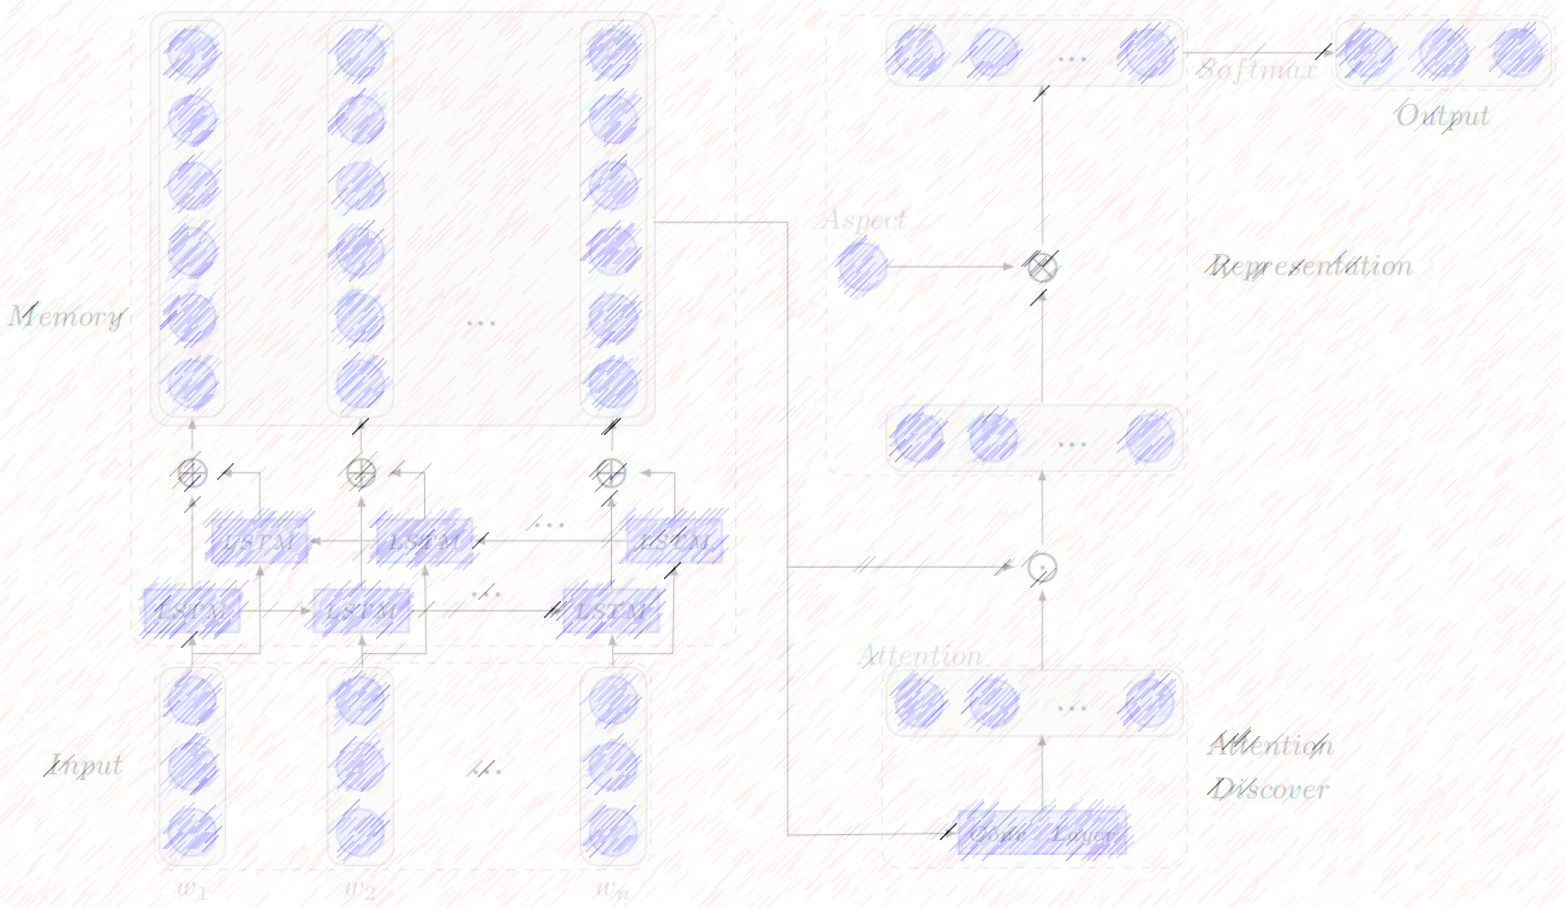 Softmax
Output
Aspect
Representation
Memory
...
...
...
LSTM
LSTM
...
LSTM
LSTM
LSTM
...
LSTM
Attention
...
Input
...
Attention
Discover
Code Layer
w1
w2
wn